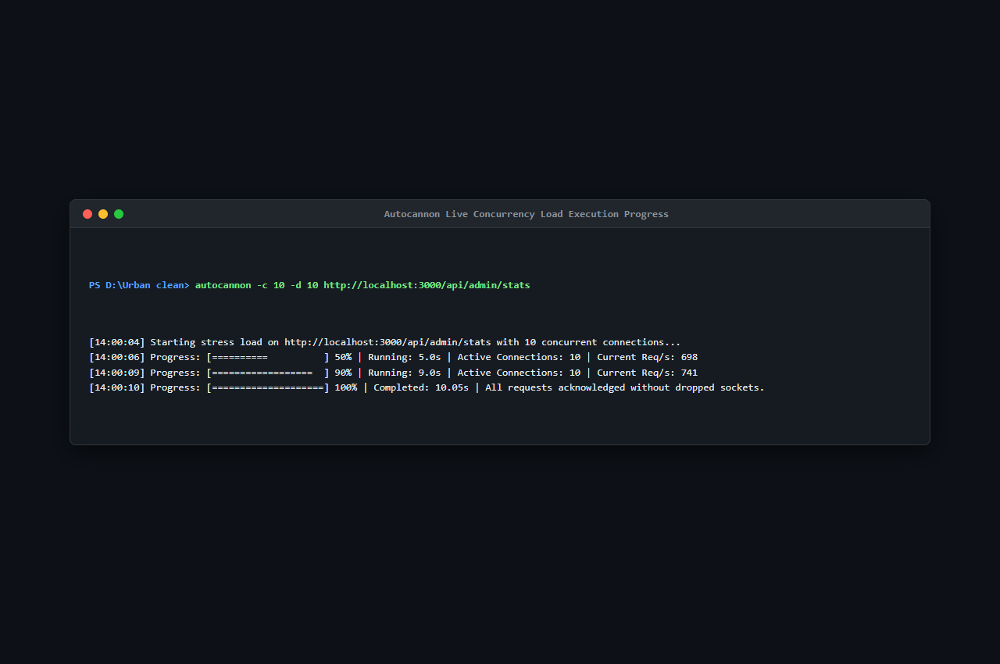 Autocannon Live Concurrency Load Execution Progress
PS D:\Urban clean> autocannon -c 10 -d 10 http://localhost:3000/api/admin/stats
[14:00:04] Starting stress load on http://localhost:3000/api/admin/stats with 10 concurrent connections...
[14:00:06] Progress: [==========          ] 50% | Running: 5.0s | Active Connections: 10 | Current Req/s: 698
[14:00:09] Progress: [==================  ] 90% | Running: 9.0s | Active Connections: 10 | Current Req/s: 741
[14:00:10] Progress: [====================] 100% | Completed: 10.05s | All requests acknowledged without dropped sockets.